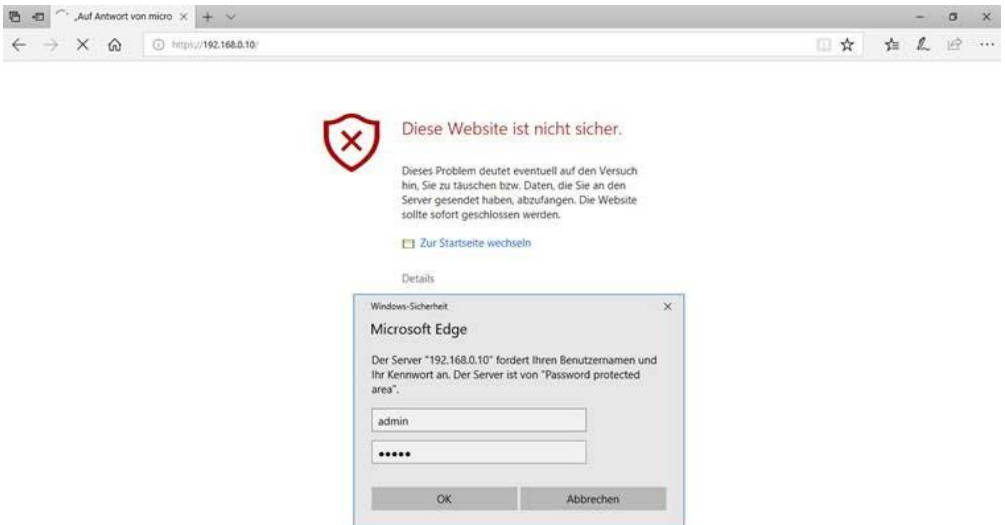 „Auf Antwort von micro
https://192.168.0.10/
Diese Website ist nicht sicher.
Dieses Problem deutet eventuell auf den Versuch
hin, Sie zu täuschen bzw. Daten, die Sie an den
Server gesendet haben, abzufangen. Die Website
sollte sofort geschlossen werden.
Zur Startseite wechseln
Details
Windows-Sicherheit
Microsoft Edge
Der Server "192.168.0.10" fordert Ihren Benutzernamen und
Ihr Kennwort an. Der Server ist von "Password protected
area".
admin
•••••
OK
Abbrechen